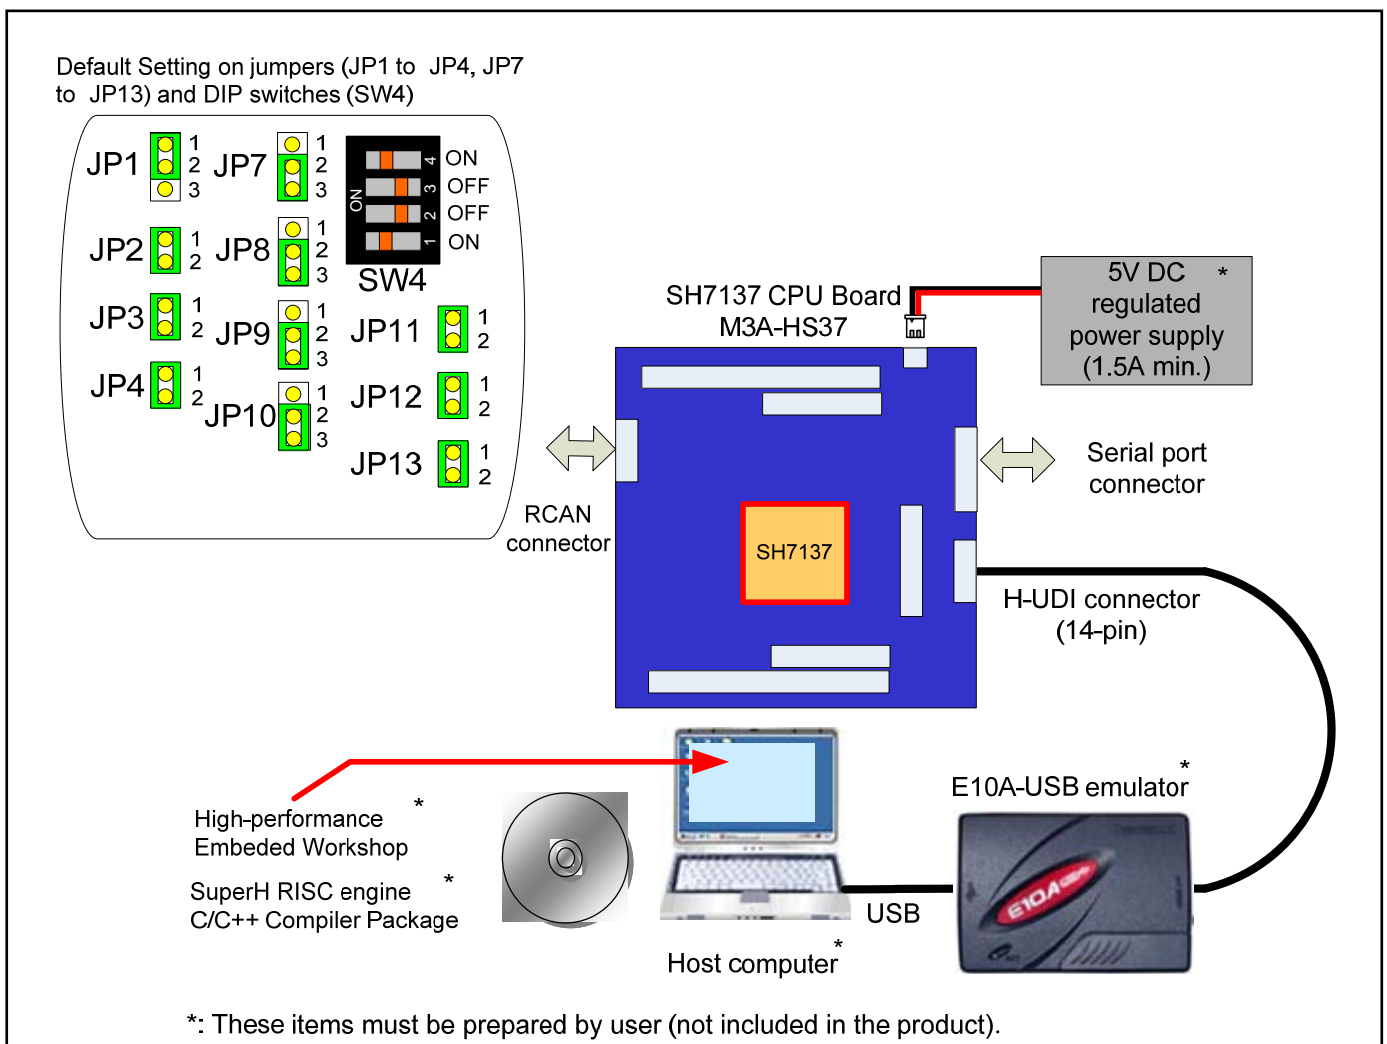 Default Setting on jumpers (JP1 to JP4, JP7
to JP13) and DIP switches (SW4)
JP1
1
2
3
JP7
1
2
3
ON
4
ON
3
OFF
2
OFF
1
ON
SW4
JP2
1
2
JP8
1
2
3
JP3
1
2
JP9
1
2
3
JP11
1
2
JP4
1
2
JP10
1
2
3
JP12
1
2
JP13
1
2
SH7137 CPU Board
M3A-HS37
5V DC *
regulated
power supply
(1.5A min.)
RCAN
connector
Serial port
connector
SH7137
H-UDI connector
(14-pin)
High-performance *
Embeded Workshop
SuperH RISC engine *
C/C++ Compiler Package
E10A-USB emulator *
E10A
USB
Host computer *
*: These items must be prepared by user (not included in the product).